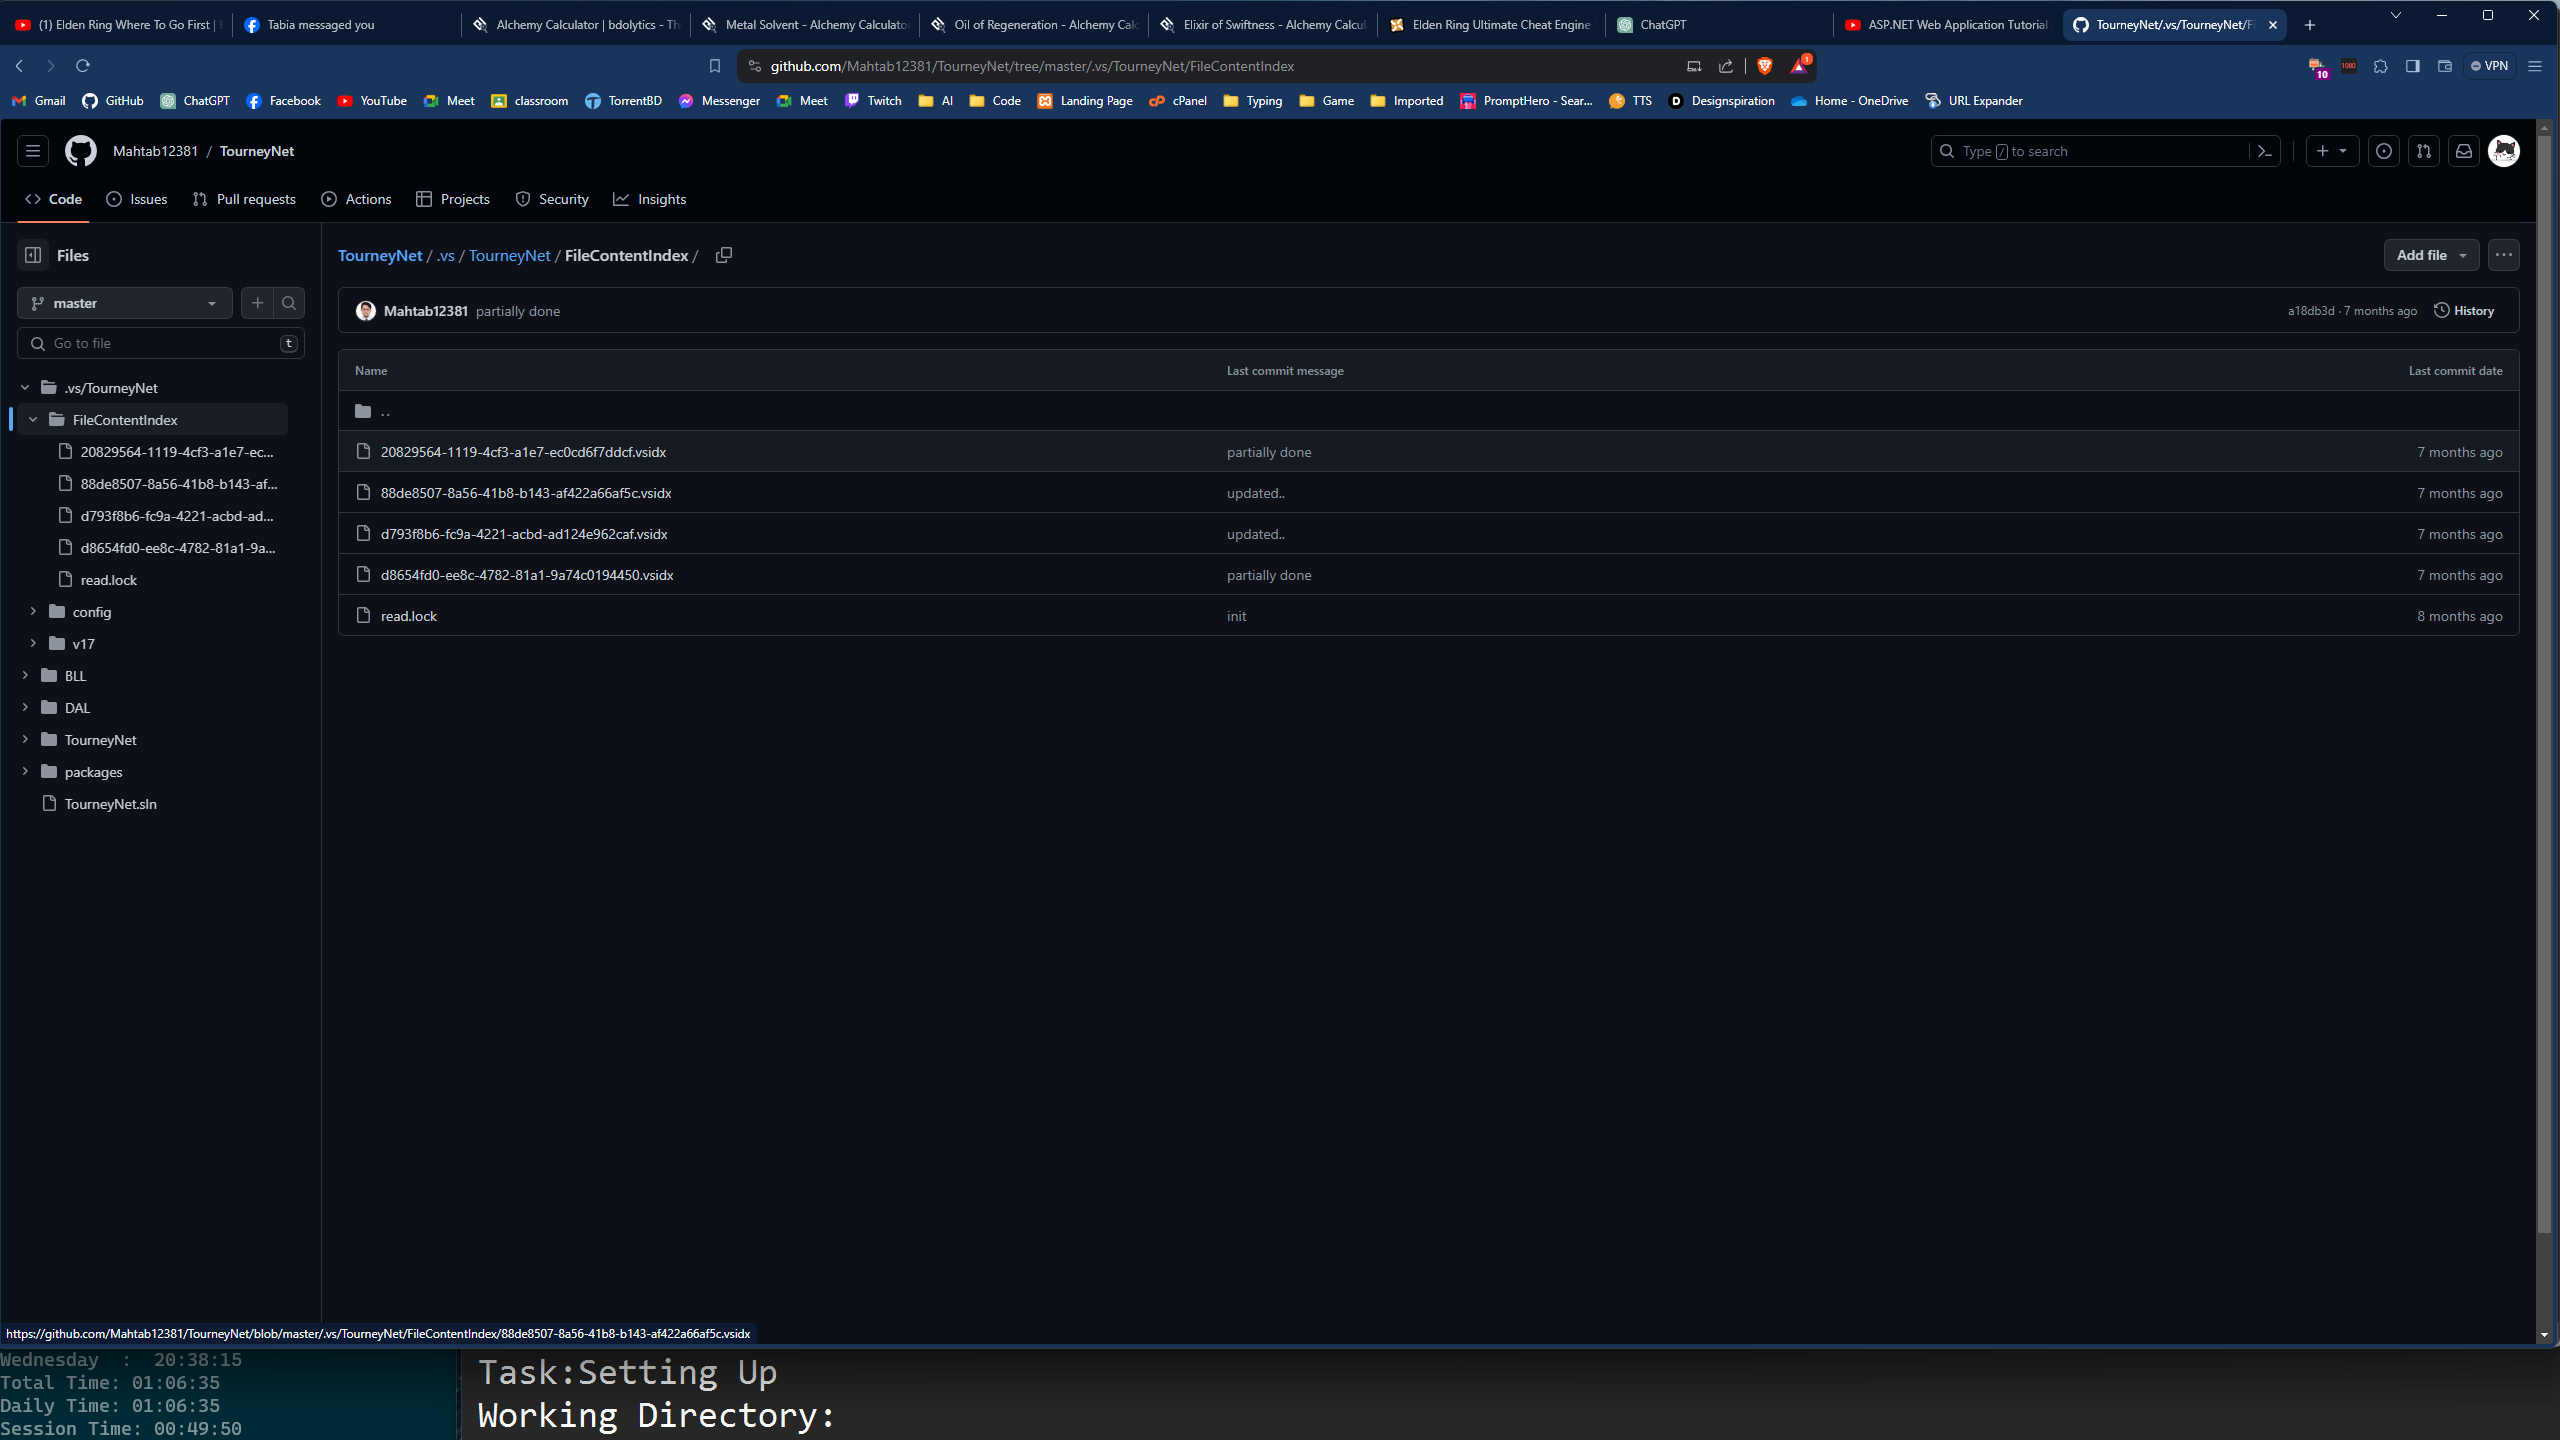 (1) Elden Ring Where To Go First |
Tabia messaged you
Alchemy Calculator | bdolytics - Th
Metal Solvent - Alchemy Calculator
Oil of Regeneration - Alchemy Calc
Elixir of Swiftness - Alchemy Calcul
Elden Ring Ultimate Cheat Engine
ChatGPT
ASP.NET Web Application Tutorial
TourneyNet/.vs/TourneyNet/Fi
github.com/Mahtab12381/TourneyNet/tree/master/.vs/TourneyNet/FileContentIndex
1
10
1080
VPN
Gmail
GitHub
ChatGPT
Facebook
YouTube
Meet
classroom
TorrentBD
Messenger
Meet
Twitch
AI
Code
Landing Page
cPanel
Typing
Game
Imported
PromptHero - Sear...
TTS
Designspiration
Home - OneDrive
URL Expander
Mahtab12381 / TourneyNet
Type / to search
Code
Issues
Pull requests
Actions
Projects
Security
Insights
Files
TourneyNet / .vs / TourneyNet / FileContentIndex /
Add file
master
Mahtab12381 partially done
a18db3d · 7 months ago
History
Go to file
t
Name
Last commit message
Last commit date
..
20829564-1119-4cf3-a1e7-ec0cd6f7ddcf.vsidx
partially done
7 months ago
88de8507-8a56-41b8-b143-af422a66af5c.vsidx
updated..
7 months ago
d793f8b6-fc9a-4221-acbd-ad124e962caf.vsidx
updated..
7 months ago
d8654fd0-ee8c-4782-81a1-9a74c0194450.vsidx
partially done
7 months ago
read.lock
init
8 months ago
.vs/TourneyNet
FileContentIndex
20829564-1119-4cf3-a1e7-ec...
88de8507-8a56-41b8-b143-af...
d793f8b6-fc9a-4221-acbd-ad...
d8654fd0-ee8c-4782-81a1-9a...
read.lock
config
v17
BLL
DAL
TourneyNet
packages
TourneyNet.sln
https://github.com/Mahtab12381/TourneyNet/blob/master/.vs/TourneyNet/FileContentIndex/88de8507-8a56-41b8-b143-af422a66af5c.vsidx
Wednesday : 20:38:15
Total Time: 01:06:35
Daily Time: 01:06:35
Session Time: 00:49:50
Task:Setting Up
Working Directory: